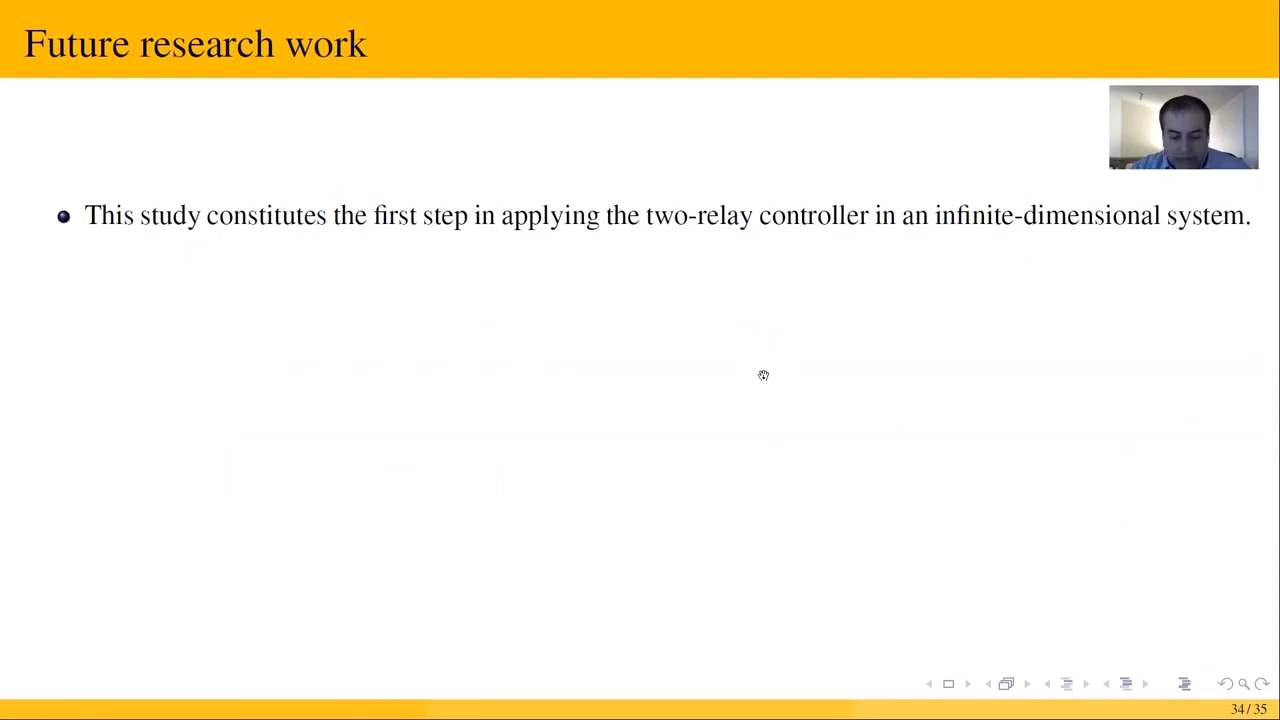 Future research work
This study constitutes the first step in applying the two-relay controller in an infinite-dimensional system.
34 / 35